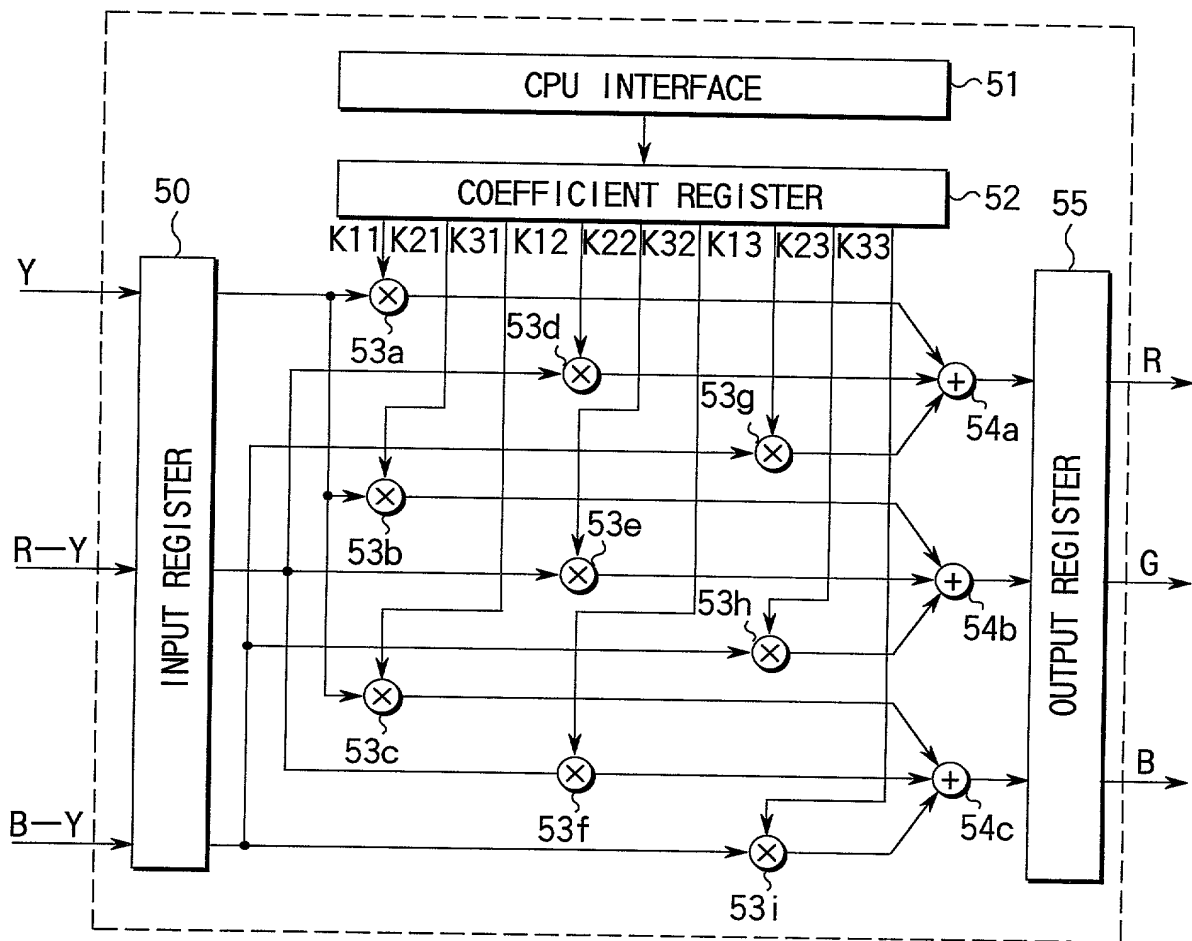 CPU INTERFACE
51
COEFFICIENT REGISTER
52
50
55
K11 K21 K31 K12 K22 K32 K13 K23 K33
Y
53a
53d
53g
54a
R
INPUT REGISTER
OUTPUT REGISTER
R—Y
53b
53e
53h
54b
G
53c
53f
53i
54c
B
B—Y